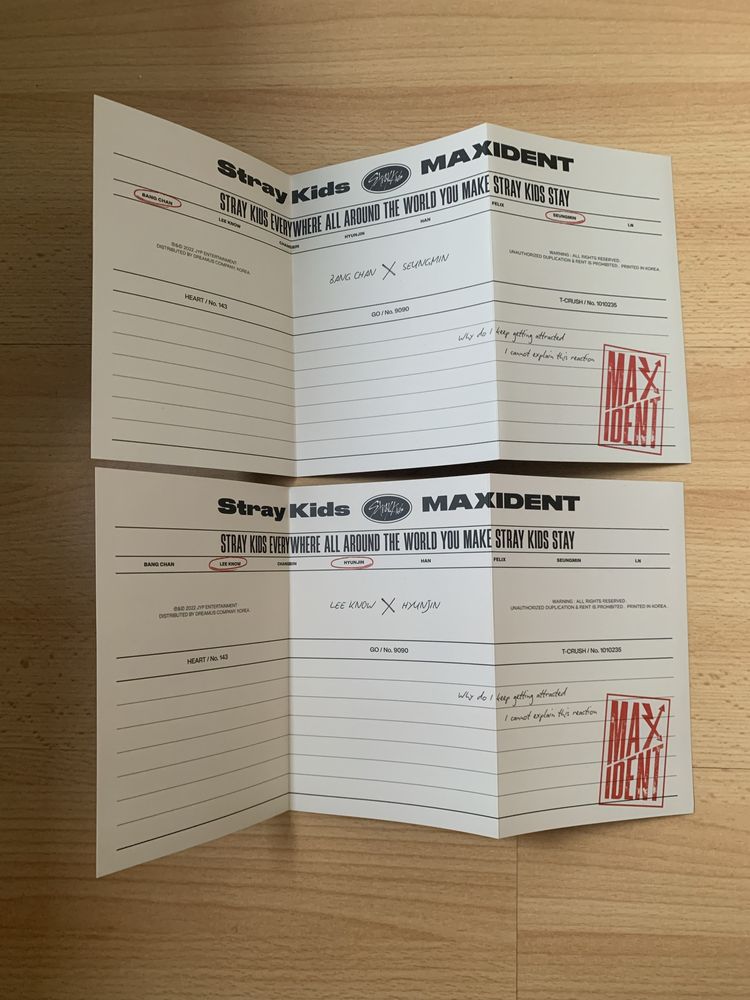 Stray Kids Stray Kids MAXIDENT
STRAY KIDS EVERYWHERE ALL AROUND THE WORLD YOU MAKE STRAY KIDS STAY
BANG CHAN LEE KNOW CHANGBIN HYUNJIN HAN FELIX SEUNGMIN I.N
℗&© 2022 JYP ENTERTAINMENT
DISTRIBUTED BY DREAMUS COMPANY. KOREA
BANG CHAN X SEUNGMIN
WARNING : ALL RIGHTS RESERVED.
UNAUTHORIZED DUPLICATION & RENT IS PROHIBITED. PRINTED IN KOREA.
HEART / No. 143 GO / No. 9090 T-CRUSH / No. 1010235
Why do I keep getting attracted
I cannot explain this reaction
MAX
IDENT
Stray Kids Stray Kids MAXIDENT
STRAY KIDS EVERYWHERE ALL AROUND THE WORLD YOU MAKE STRAY KIDS STAY
BANG CHAN LEE KNOW CHANGBIN HYUNJIN HAN FELIX SEUNGMIN I.N
℗&© 2022 JYP ENTERTAINMENT
DISTRIBUTED BY DREAMUS COMPANY. KOREA
LEE KNOW X HYUNJIN
WARNING : ALL RIGHTS RESERVED.
UNAUTHORIZED DUPLICATION & RENT IS PROHIBITED. PRINTED IN KOREA.
HEART / No. 143 GO / No. 9090 T-CRUSH / No. 1010235
Why do I keep getting attracted
I cannot explain this reaction
MAX
IDENT